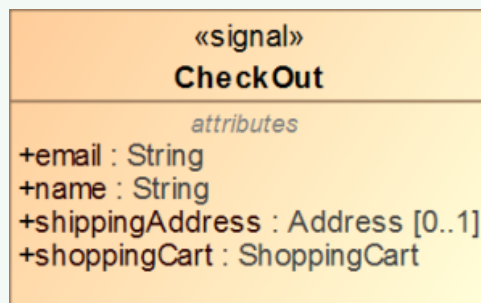 «signal»
CheckOut
attributes
+email : String
+name : String
+shippingAddress : Address [0..1]
+shoppingCart : ShoppingCart